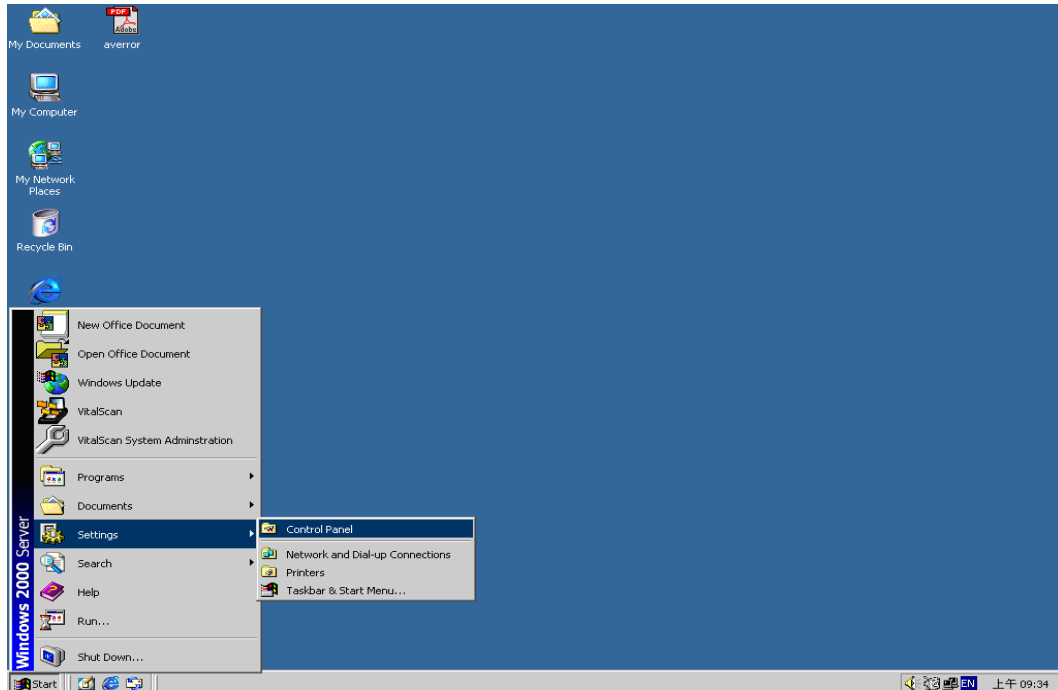 My Documents
PDF
Adobe
averror
My Computer
My Network
Places
Recycle Bin
New Office Document
Open Office Document
Windows Update
VitalScan
VitalScan System Adminstration
Programs
Documents
Settings
Search
Help
Run...
Shut Down...
Windows 2000 Server
Control Panel
Network and Dial-up Connections
Printers
Taskbar & Start Menu...
Start
EN
上午 09:34